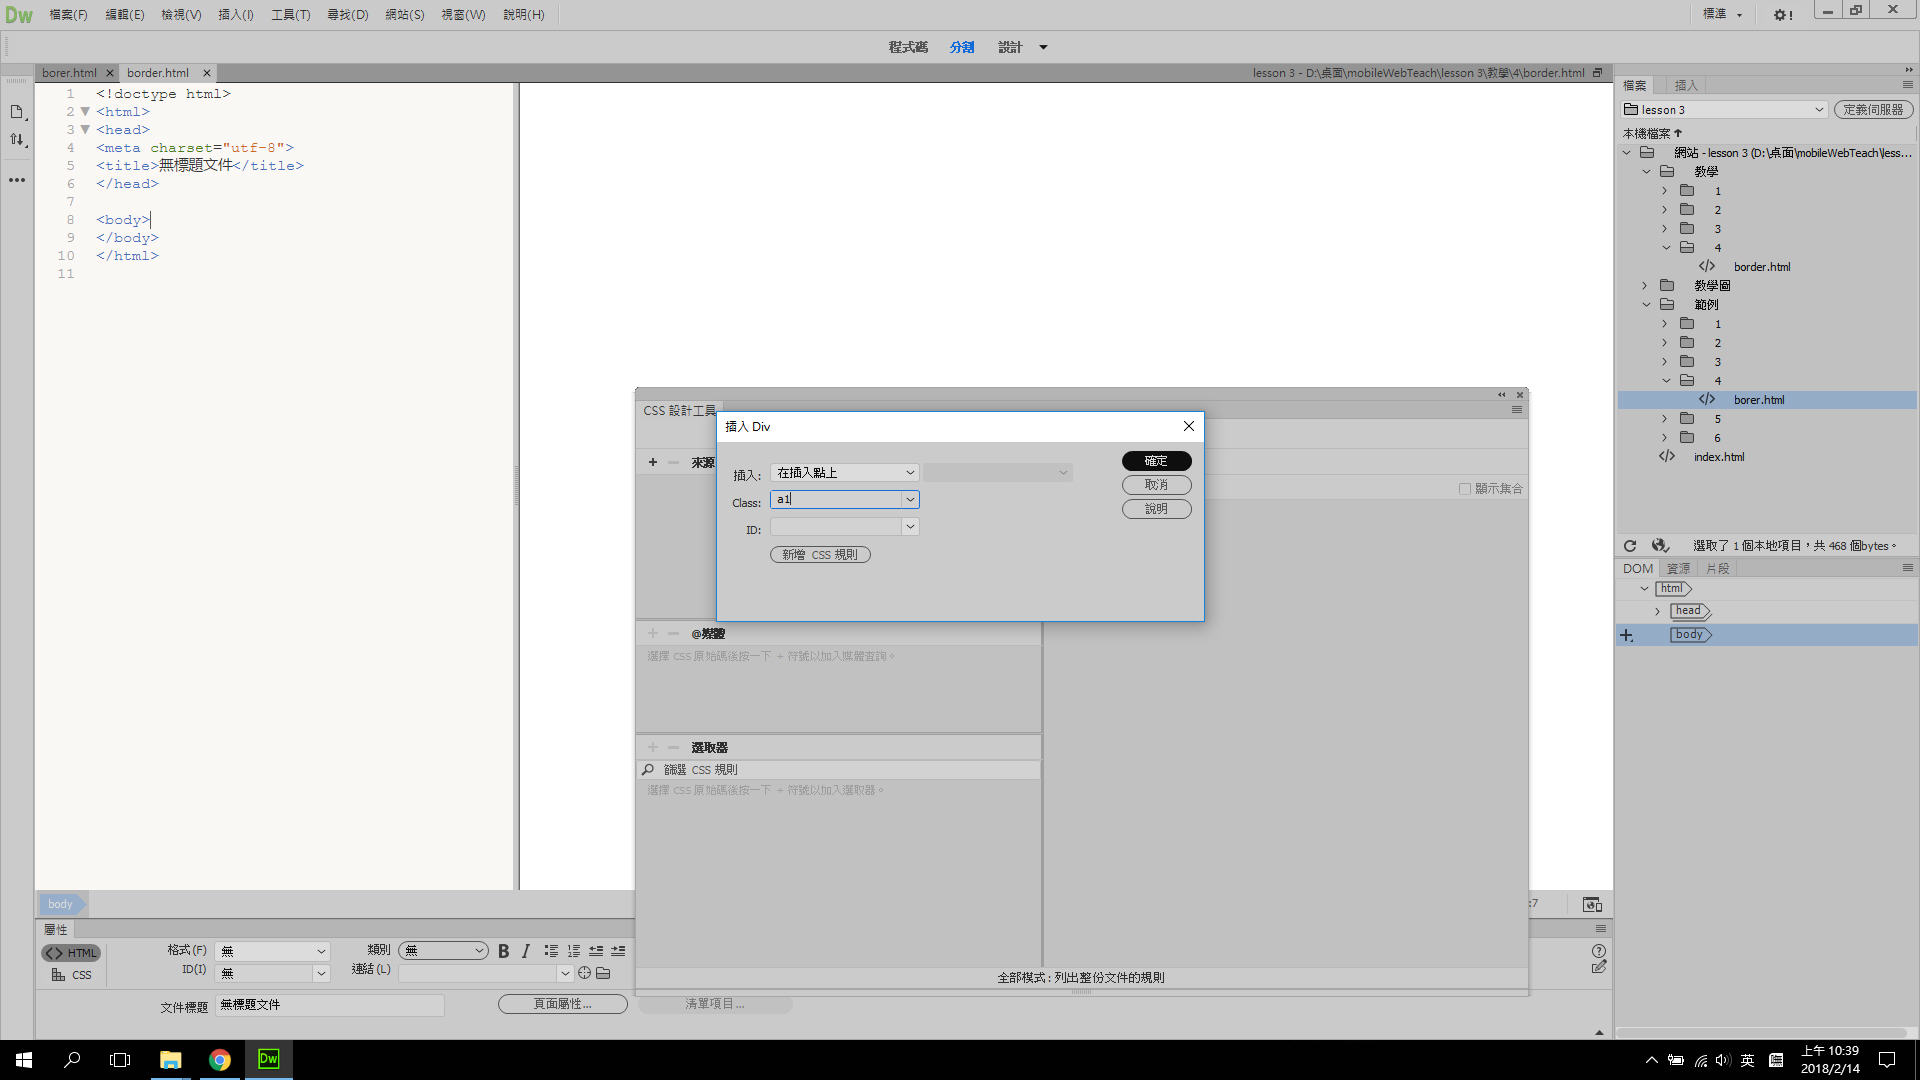 Dw 檔案(F) 編輯(E) 檢視(V) 插入(I) 工具(T) 尋找(D) 網站(S) 視窗(W) 說明(H) 標準
程式碼 分割 設計
borer.html border.html lesson 3 - D:\桌面\mobileWebTeach\lesson 3\教學\4\border.html
1 <!doctype html>
2 <html>
3 <head>
4 <meta charset="utf-8">
5 <title>無標題文件</title>
6 </head>
7
8 <body>
9 </body>
10 </html>
11
CSS 設計工具
來源
顯示集合
插入 Div
插入: 在插入點上
Class: a1
ID:
新增 CSS 規則
確定
取消
說明
@媒體
選擇 CSS 原始碼後按一下 + 符號以加入媒體查詢。
選取器
篩選 CSS 規則
選擇 CSS 原始碼後按一下 + 符號以加入選取器。
全部模式 : 列出整份文件的規則
body
:7
屬性
HTML
CSS
格式(F) 無
ID(I) 無
類別 無
B I
連結(L)
文件標題 無標題文件
頁面屬性...
清單項目...
檔案 插入
lesson 3 定義伺服器
本機檔案
網站 - lesson 3 (D:\桌面\mobileWebTeach\less...
教學
1
2
3
4
border.html
教學圖
範例
1
2
3
4
borer.html
5
6
index.html
選取了 1 個本地項目，共 468 個bytes。
DOM 資源 片段
html
head
body
Dw
英
上午 10:39
2018/2/14